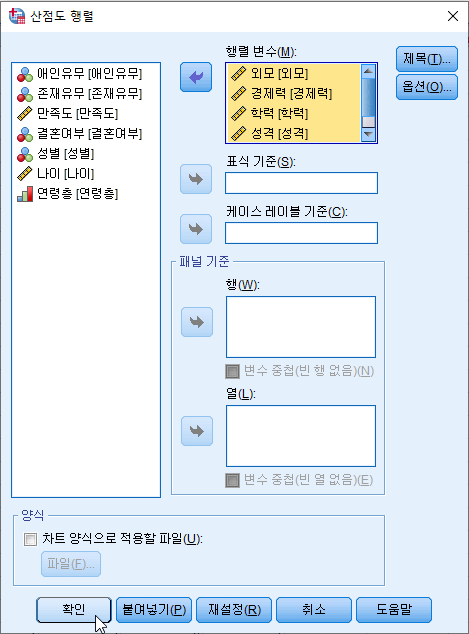 산점도 행렬
행렬 변수(M):
애인유무 [애인유무]
존재유무 [존재유무]
만족도 [만족도]
결혼여부 [결혼여부]
성별 [성별]
나이 [나이]
연령층 [연령층]
외모 [외모]
경제력 [경제력]
학력 [학력]
성격 [성격]
제목(T)...
옵션(O)...
표식 기준(S):
케이스 레이블 기준(C):
패널 기준
행(W):
변수 중첩(빈 행 없음)(N)
열(L):
변수 중첩(빈 열 없음)(E)
양식
차트 양식으로 적용할 파일(U):
파일(F)...
확인
붙여넣기(P)
재설정(R)
취소
도움말